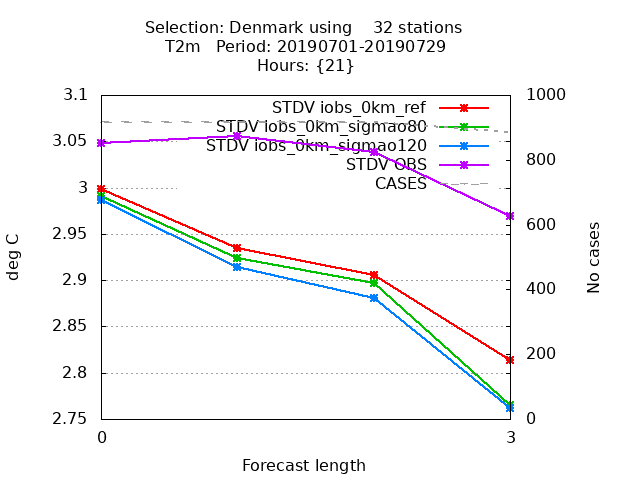 Selection: Denmark using    32 stations
T2m   Period: 20190701-20190729
Hours: {21}
3.1
3.05
3
2.95
2.9
2.85
2.8
2.75
deg C
STDV iobs_0km_ref
STDV iobs_0km_sigmao80
STDV iobs_0km_sigmao120
STDV OBS
CASES
1000
800
600
400
200
0
No cases
0
3
Forecast length